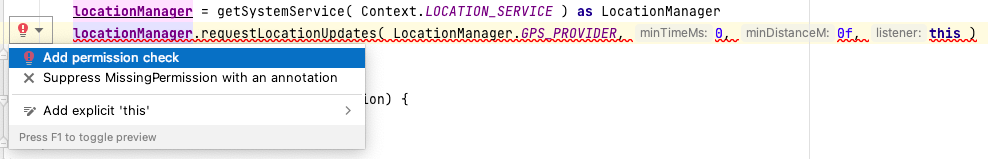 locationManager = getSystemService( Context.LOCATION_SERVICE ) as LocationManager
locationManager.requestLocationUpdates( LocationManager.GPS_PROVIDER, minTimeMs: 0, minDistanceM: 0f, listener: this )
Add permission check
Suppress MissingPermission with an annotation
ion) {
Add explicit 'this'
Press F1 to toggle preview